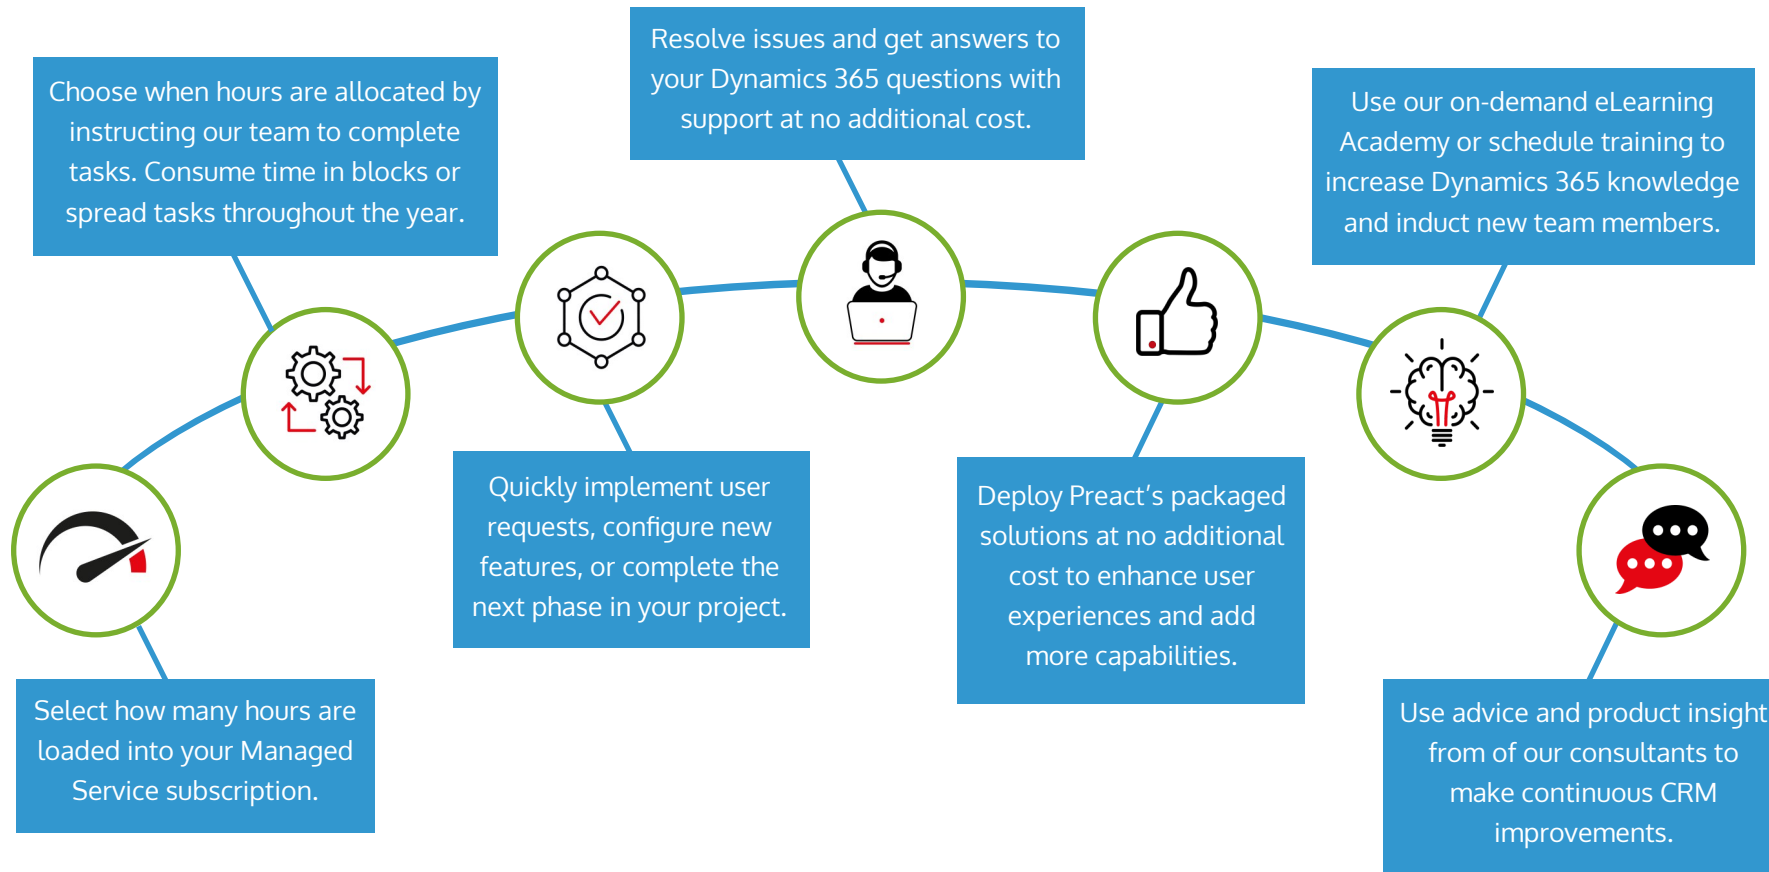 Select how many hours are
loaded into your Managed
Service subscription.
Choose when hours are allocated by
instructing our team to complete
tasks. Consume time in blocks or
spread tasks throughout the year.
Quickly implement user
requests, configure new
features, or complete the
next phase in your project.
Resolve issues and get answers to
your Dynamics 365 questions with
support at no additional cost.
Deploy Preact’s packaged
solutions at no additional
cost to enhance user
experiences and add
more capabilities.
Use our on-demand eLearning
Academy or schedule training to
increase Dynamics 365 knowledge
and induct new team members.
Use advice and product insight
from of our consultants to
make continuous CRM
improvements.